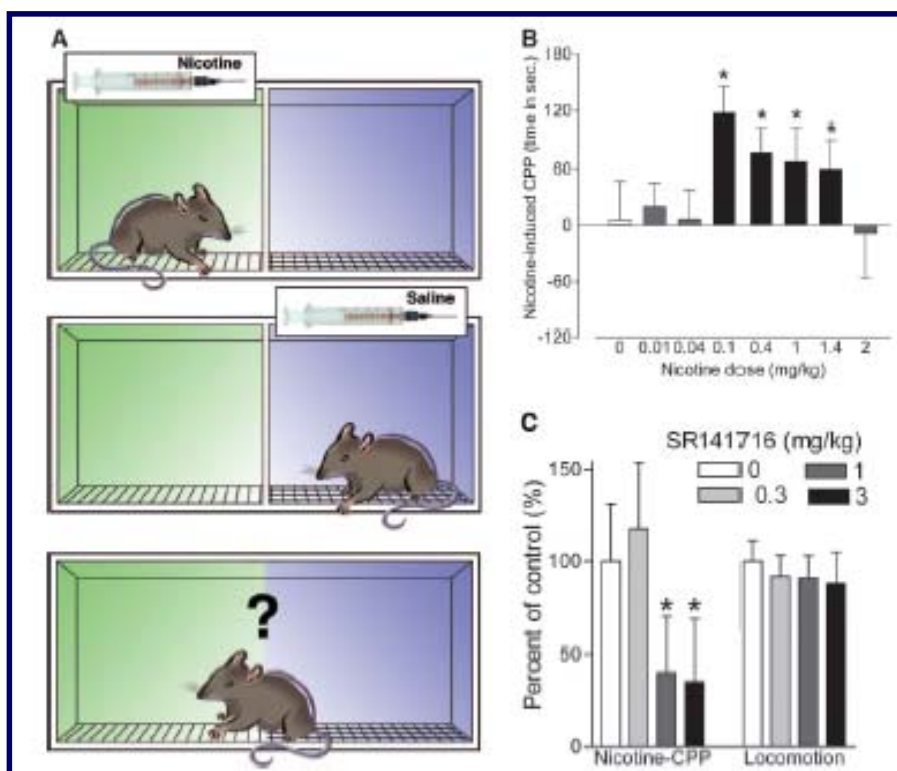 A
Nicotine
Saline
?
B
Nicotine-induced CPP (time in sec.)
180
120
60
0
-60
-120
0 0.01 0.04 0.1 0.4 1 1.4 2
* * * *
Nicotine dose (mg/kg)
C
SR141716 (mg/kg)
0 1
0.3 3
Percent of control (%)
150
100
50
0
* *
Nicotine-CPP Locomotion